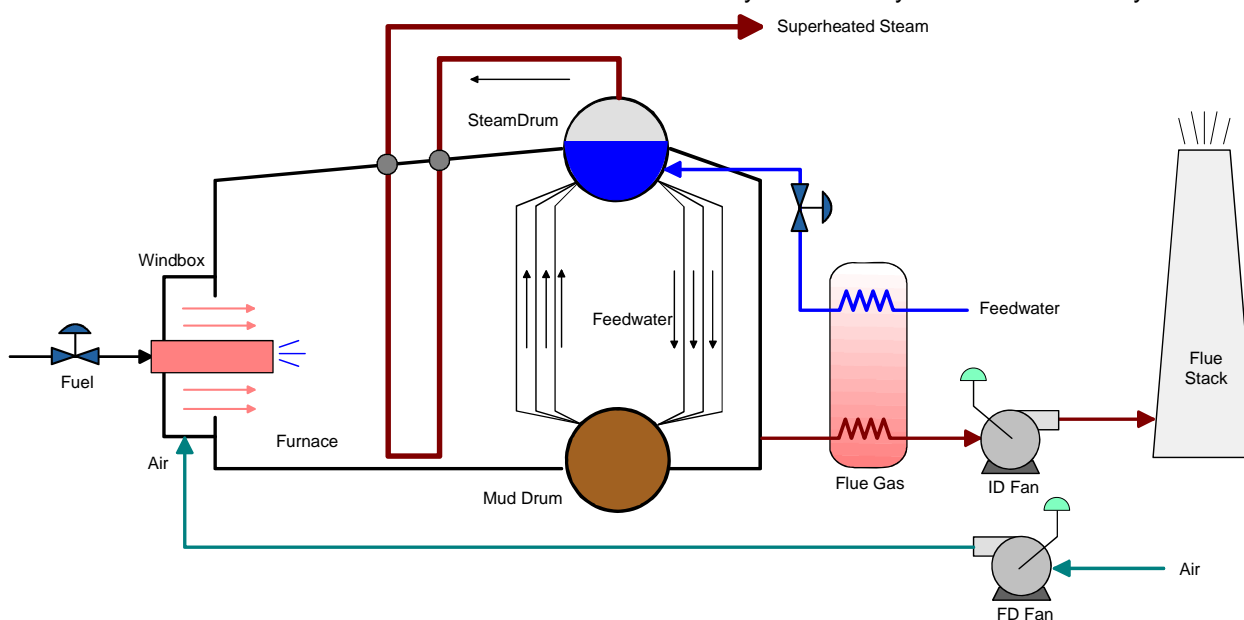 Superheated Steam
SteamDrum
Windbox
Feedwater
Feedwater
Fuel
Flue
Stack
Furnace
Air
Flue Gas
ID Fan
Mud Drum
Air
FD Fan